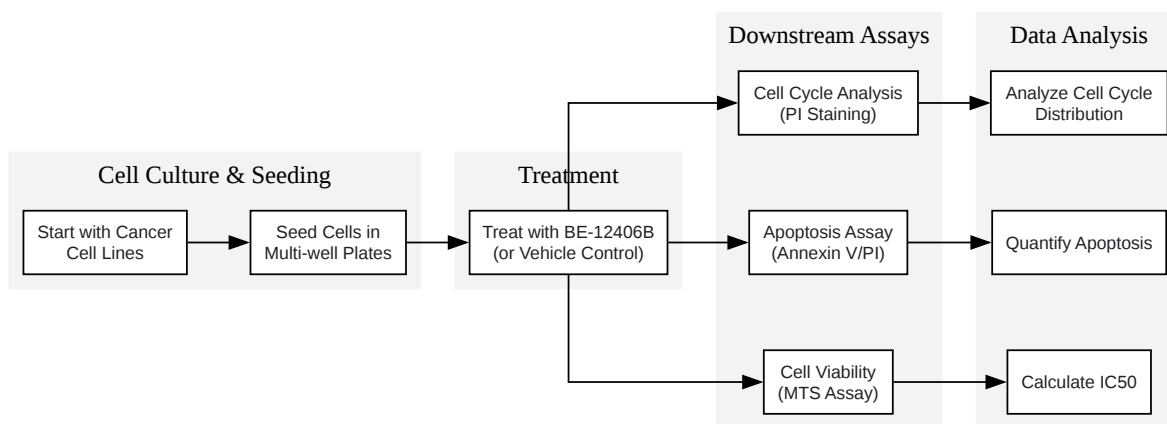 Downstream Assays
Data Analysis
Cell Cycle Analysis
(PI Staining)
Analyze Cell Cycle
Distribution
Cell Culture & Seeding
Treatment
Start with Cancer
Cell Lines
Seed Cells in
Multi-well Plates
Treat with BE-12406B
(or Vehicle Control)
Apoptosis Assay
(Annexin V/PI)
Quantify Apoptosis
Cell Viability
(MTS Assay)
Calculate IC50